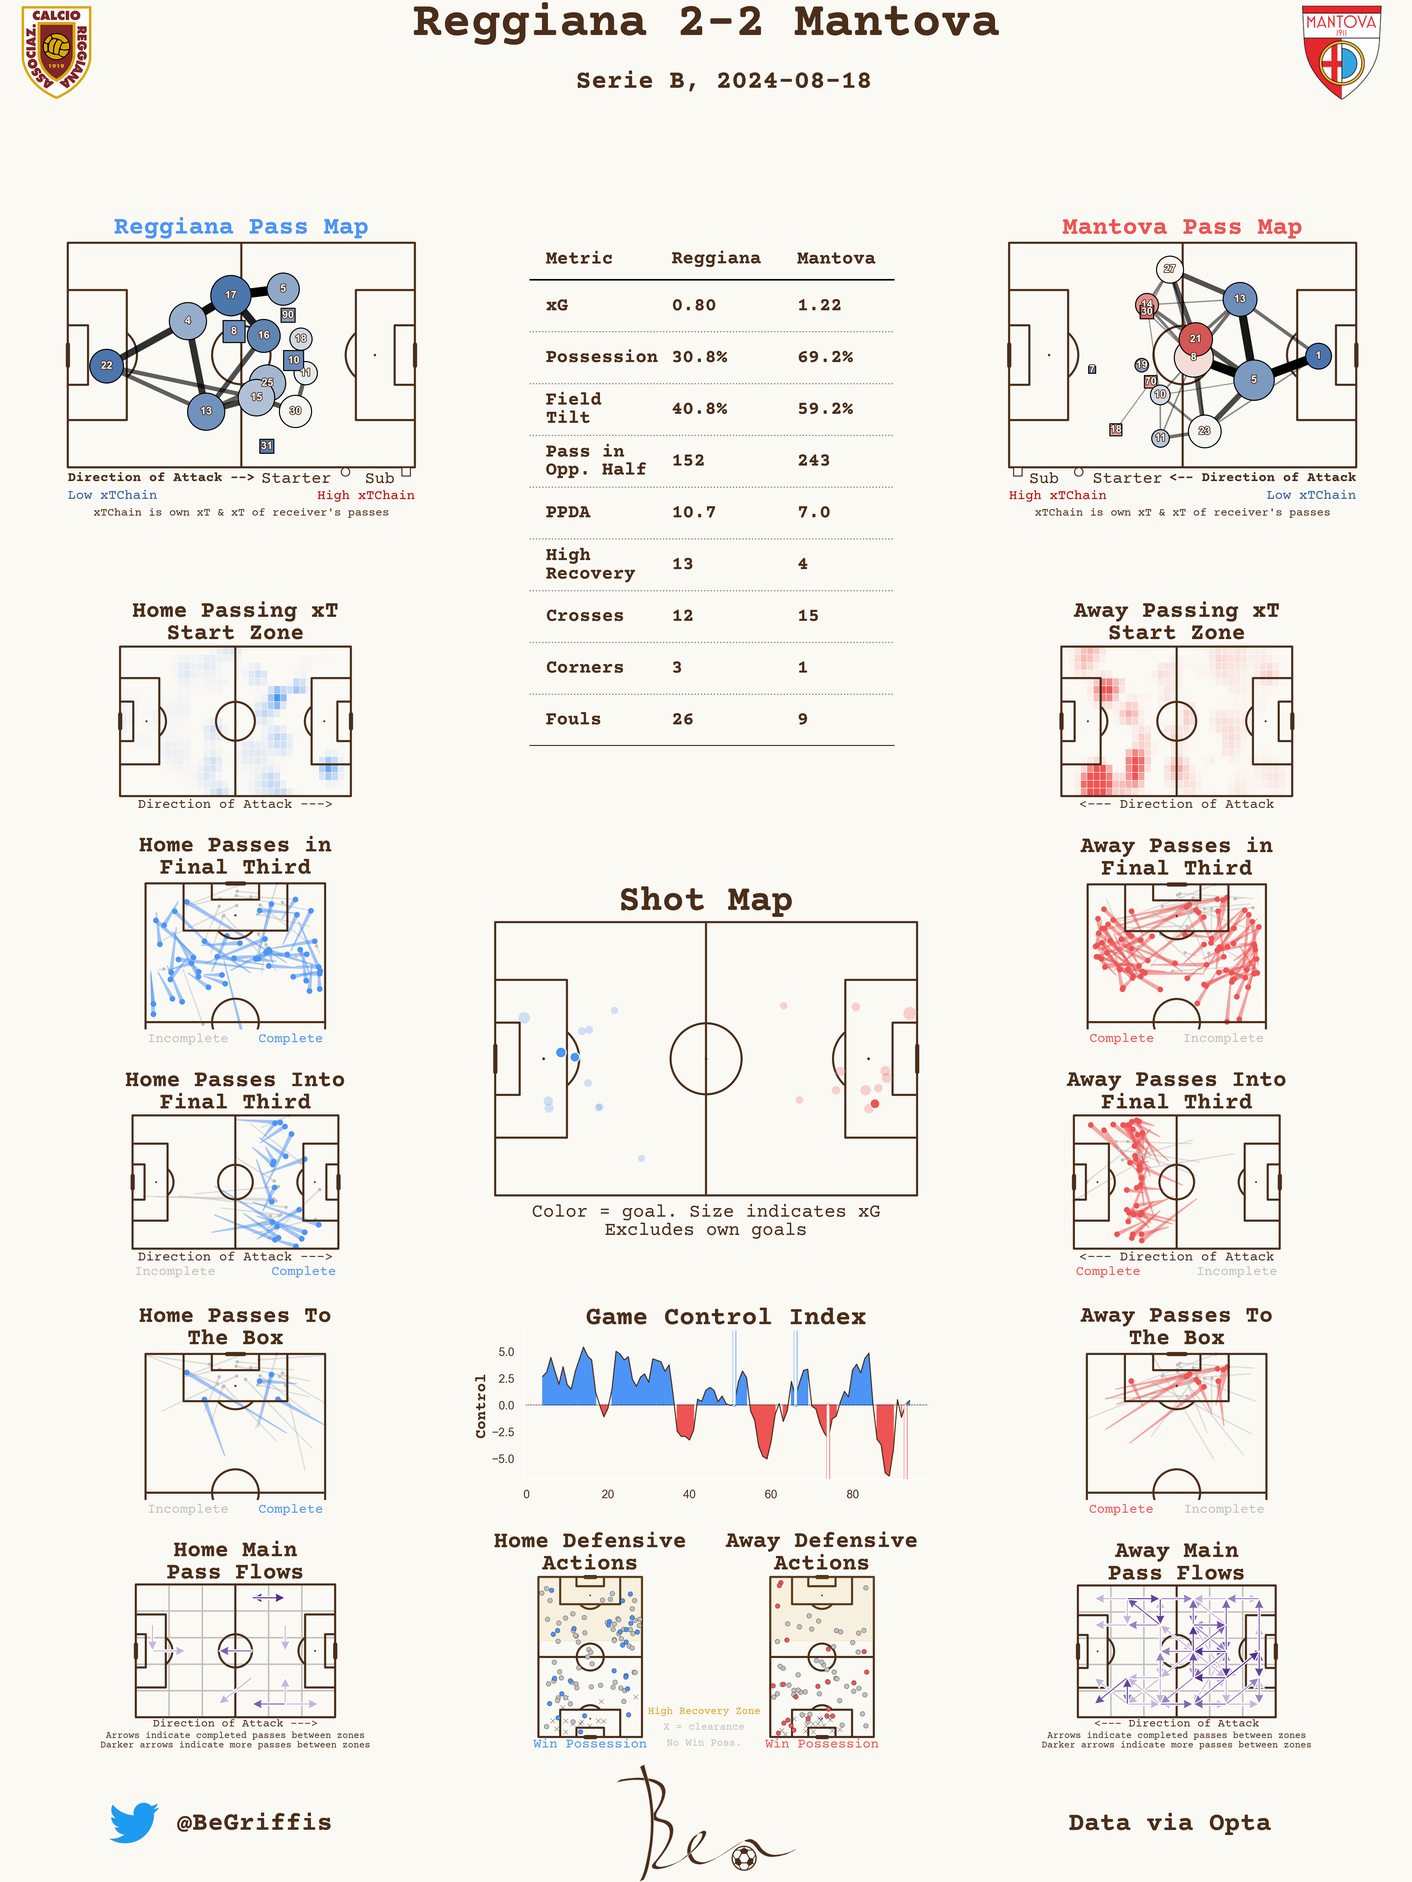 Reggiana 2-2 Mantova
Serie B, 2024-08-18
ASSOCIAZ. CALCIO REGGIANA
1919
MANTOVA
1911
Reggiana Pass Map
17
5
90
4
8
16
18
10
11
22
25
15
13
30
31
Direction of Attack --> Starter Sub
Low xTChain High xTChain
xTChain is own xT & xT of receiver's passes
Metric Reggiana Mantova
xG 0.80 1.22
Possession 30.8% 69.2%
Field
Tilt 40.8% 59.2%
Pass in
Opp. Half 152 243
PPDA 10.7 7.0
High
Recovery 13 4
Crosses 12 15
Corners 3 1
Fouls 26 9
Mantova Pass Map
27
14
30
13
21
8
1
7
19
70
5
10
18
11
23
Sub Starter <-- Direction of Attack
High xTChain Low xTChain
xTChain is own xT & xT of receiver's passes
Home Passing xT
Start Zone
Direction of Attack --->
Away Passing xT
Start Zone
<--- Direction of Attack
Home Passes in
Final Third
Incomplete Complete
Away Passes in
Final Third
Complete Incomplete
Shot Map
Color = goal. Size indicates xG
Excludes own goals
Home Passes Into
Final Third
Direction of Attack --->
Incomplete Complete
Away Passes Into
Final Third
<--- Direction of Attack
Complete Incomplete
Home Passes To
The Box
Incomplete Complete
Game Control Index
Control
5.0
2.5
0.0
−2.5
−5.0
0 20 40 60 80
Away Passes To
The Box
Complete Incomplete
Home Main
Pass Flows
Direction of Attack --->
Arrows indicate completed passes between zones
Darker arrows indicate more passes between zones
Home Defensive
Actions
Win Possession
Away Defensive
Actions
Win Possession
High Recovery Zone
X = clearance
No Win Poss.
Away Main
Pass Flows
<--- Direction of Attack
Arrows indicate completed passes between zones
Darker arrows indicate more passes between zones
@BeGriffis
Ben
Data via Opta